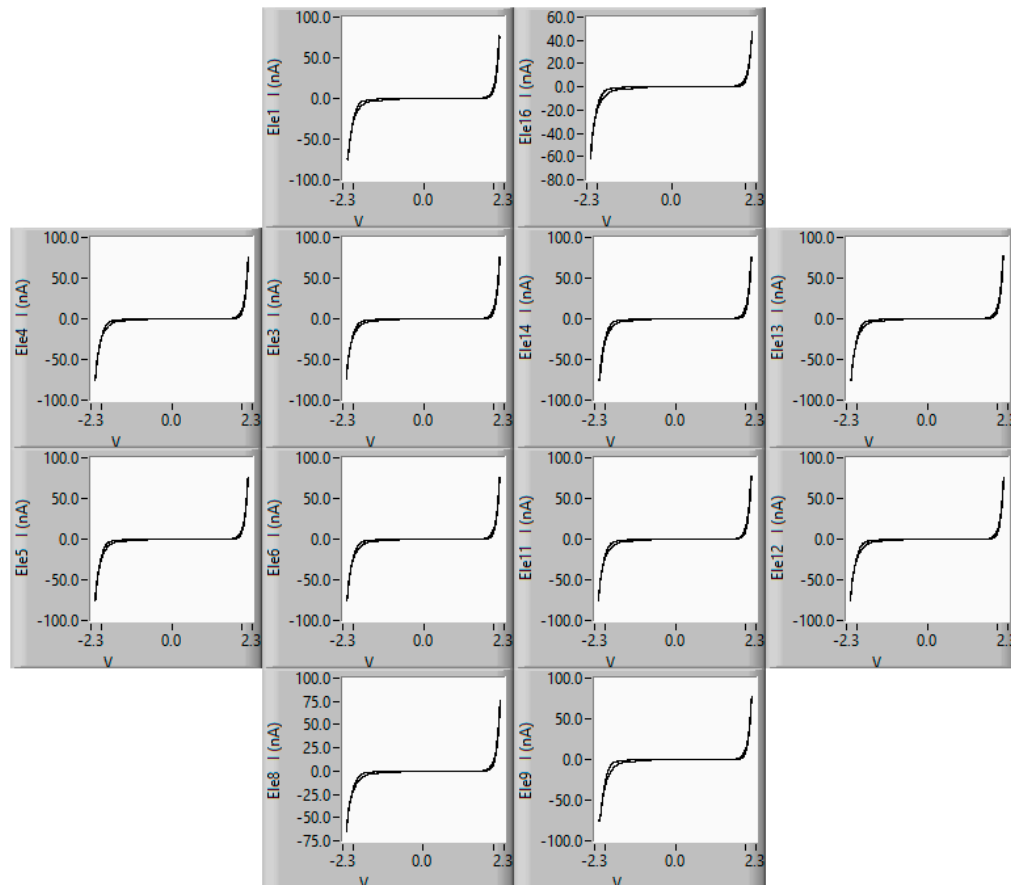 Ele1 I (nA)
100.0
50.0
0.0
-50.0
-100.0
-2.3 0.0 2.3
V
Ele16 I (nA)
60.0
40.0
20.0
0.0
-20.0
-40.0
-60.0
-80.0
-2.3 0.0 2.3
V
Ele4 I (nA)
100.0
50.0
0.0
-50.0
-100.0
-2.3 0.0 2.3
V
Ele3 I (nA)
100.0
50.0
0.0
-50.0
-100.0
-2.3 0.0 2.3
V
Ele14 I (nA)
100.0
50.0
0.0
-50.0
-100.0
-2.3 0.0 2.3
V
Ele13 I (nA)
100.0
50.0
0.0
-50.0
-100.0
-2.3 0.0 2.3
V
Ele5 I (nA)
100.0
50.0
0.0
-50.0
-100.0
-2.3 0.0 2.3
V
Ele6 I (nA)
100.0
50.0
0.0
-50.0
-100.0
-2.3 0.0 2.3
V
Ele11 I (nA)
100.0
50.0
0.0
-50.0
-100.0
-2.3 0.0 2.3
V
Ele12 I (nA)
100.0
50.0
0.0
-50.0
-100.0
-2.3 0.0 2.3
V
Ele8 I (nA)
100.0
75.0
50.0
25.0
0.0
-25.0
-50.0
-75.0
-2.3 0.0 2.3
V
Ele9 I (nA)
100.0
50.0
0.0
-50.0
-100.0
-2.3 0.0 2.3
V